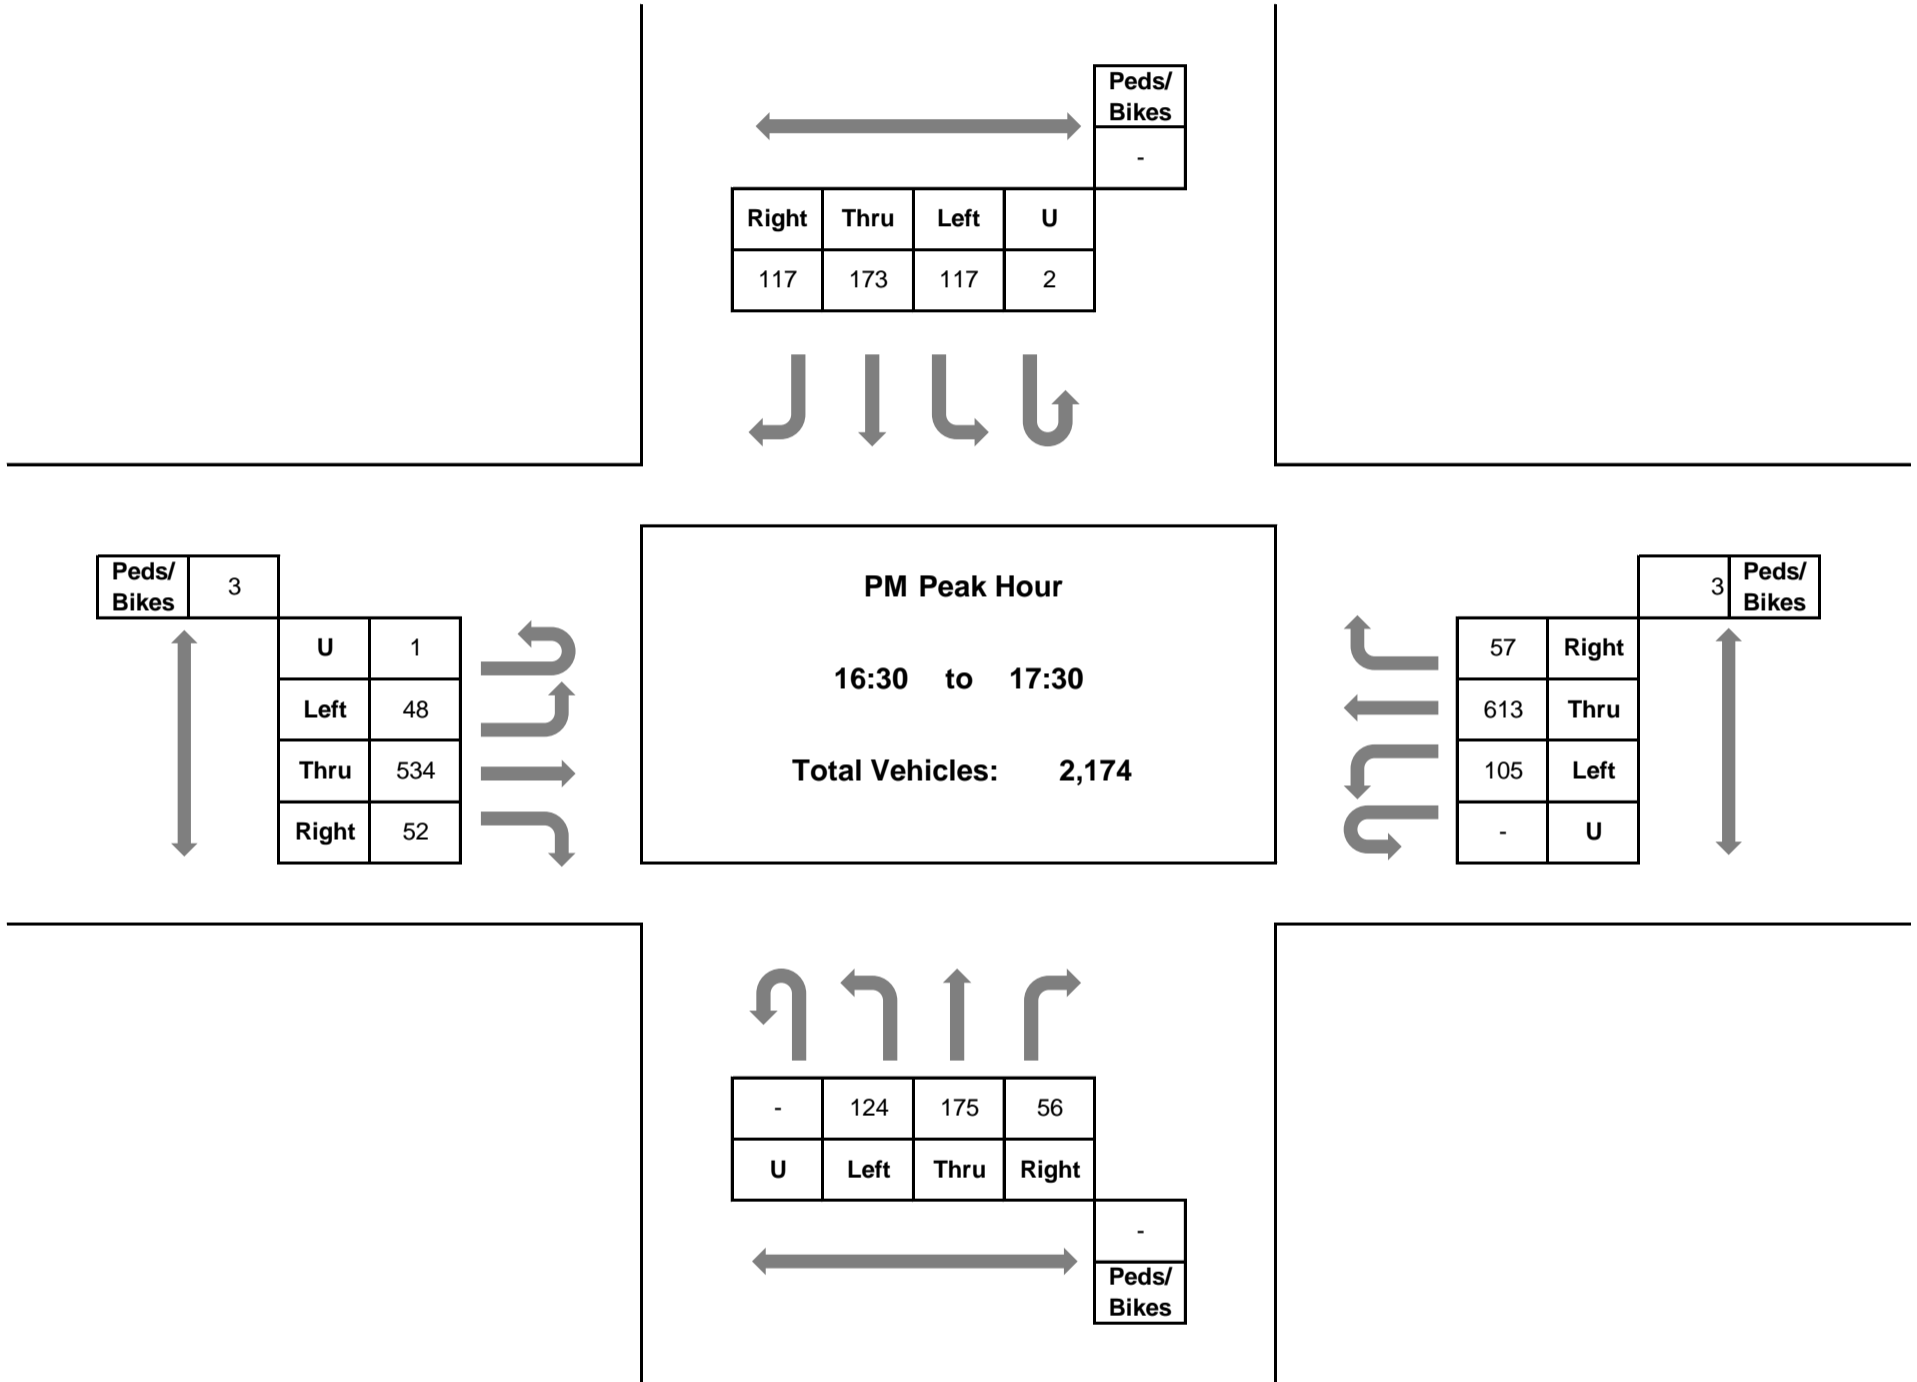 Peds/
Bikes
-
Right Thru Left U
117 173 117 2
Peds/
Bikes
3
U 1
Left 48
Thru 534
Right 52
PM Peak Hour
16:30 to 17:30
Total Vehicles: 2,174
3
Peds/
Bikes
57 Right
613 Thru
105 Left
- U
- 124 175 56
U Left Thru Right
-
Peds/
Bikes